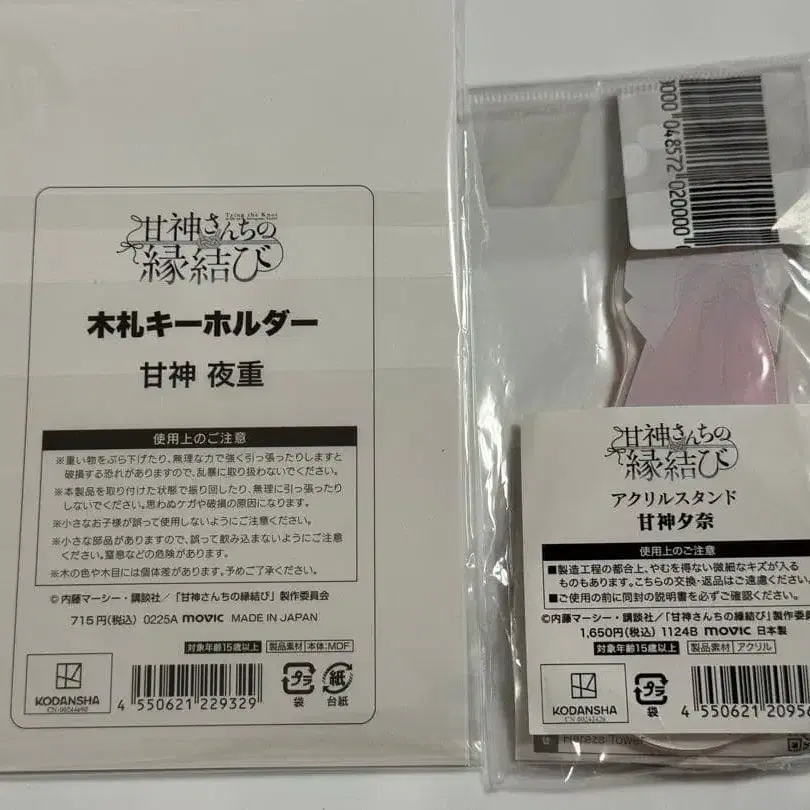 Tying the Knot
甘神さんちの
縁結び
木札キーホルダー
甘神 夜重
使用上のご注意
※重い物をぶら下げたり、無理な力で強く引っ張ったりしますと
破損する恐れがありますので、乱暴に取り扱わないでください。
※本製品を取り付けた状態で振り回したり、無理に引っ張ったり
しないでください。思わぬケガや破損の原因になります。
※小さなお子様が誤って使用しないようにご注意ください。
※小さな部品がありますので、誤って飲み込まないようにご注意
ください。窒息などの危険があります。
※木の色や木目には個体差があります。予めご了承ください。
©内藤マーシー・講談社/「甘神さんちの縁結び」製作委員会
715円(税込) 0225A movic MADE IN JAPAN
対象年齢15歳以上 製品素材 本体:MDF
KODANSHA
4 550621 229329
プラ
袋
紙
台紙
0000 048572 020000
甘神さんちの
縁結び
アクリルスタンド
甘神夕奈
使用上のご注意
■製造工程の都合上、やむを得ない微細なキズが入る
ものもあります。こちらの交換・返品はご遠慮ください。
■ご使用の前に同封の説明書を必ずご確認ください。
©内藤マーシー・講談社/「甘神さんちの縁結び」製作委員会
1,650円(税込) 1124B movic 日本製
対象年齢15歳以上 製品素材 アクリル
KODANSHA
プラ
袋
4 550621 20956
Hareza Tower